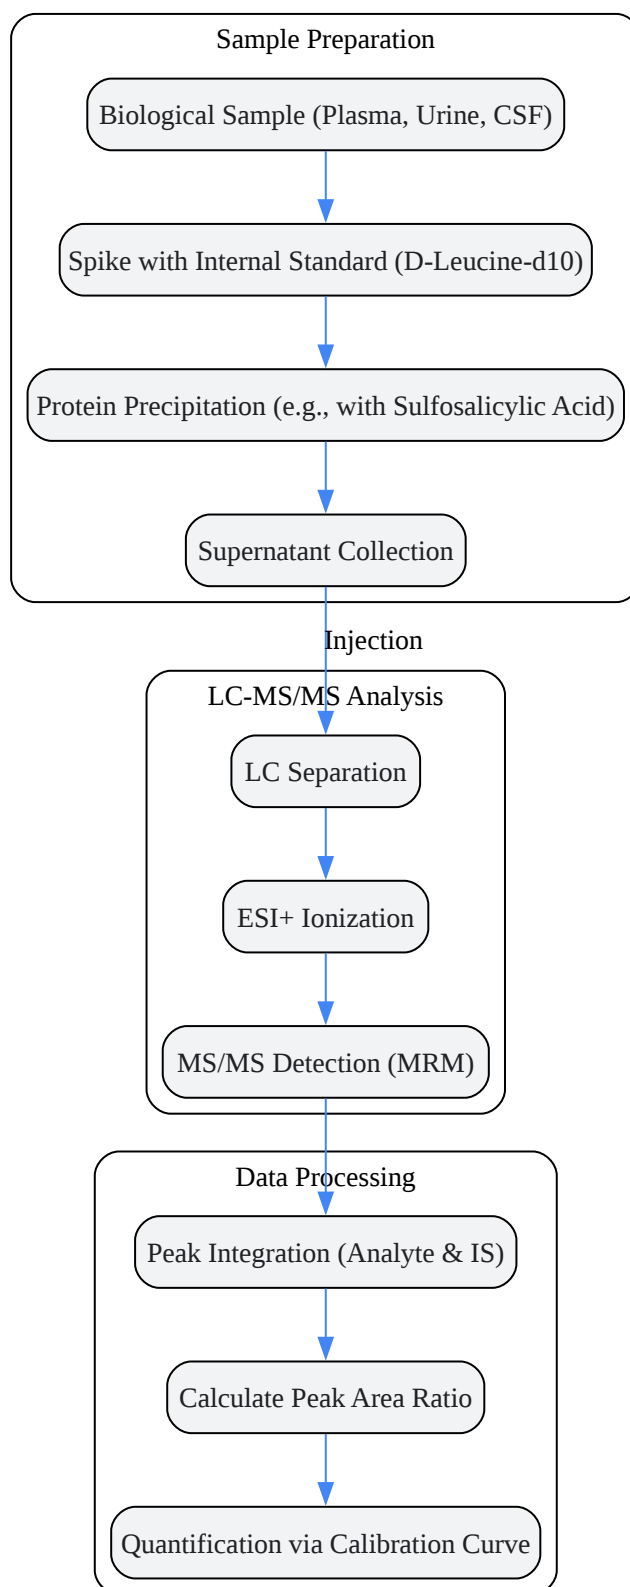 Sample Preparation
Biological Sample (Plasma, Urine, CSF)
Spike with Internal Standard (D-Leucine-d10)
Protein Precipitation (e.g., with Sulfosalicylic Acid)
Supernatant Collection
Injection
LC-MS/MS Analysis
LC Separation
ESI+ Ionization
MS/MS Detection (MRM)
Data Processing
Peak Integration (Analyte & IS)
Calculate Peak Area Ratio
Quantification via Calibration Curve